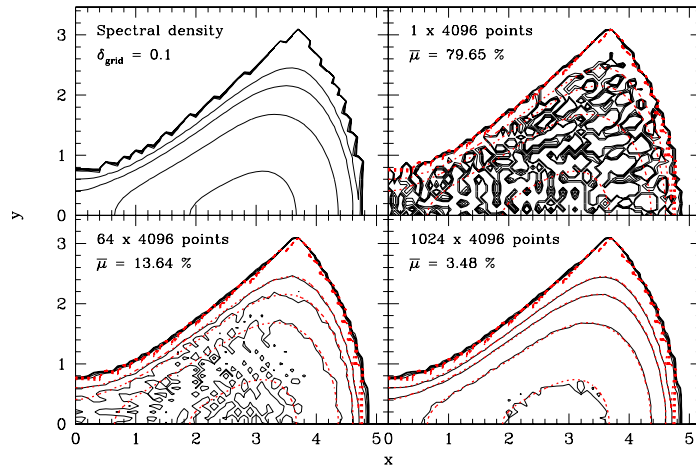 Spectral density
δgrid = 0.1
1 x 4096 points
μ̅ = 79.65 %
3
2
1
0
y
64 x 4096 points
μ̅ = 13.64 %
1024 x 4096 points
μ̅ = 3.48 %
3
2
1
0
0 1 2 3 4 5 0 1 2 3 4 5
x